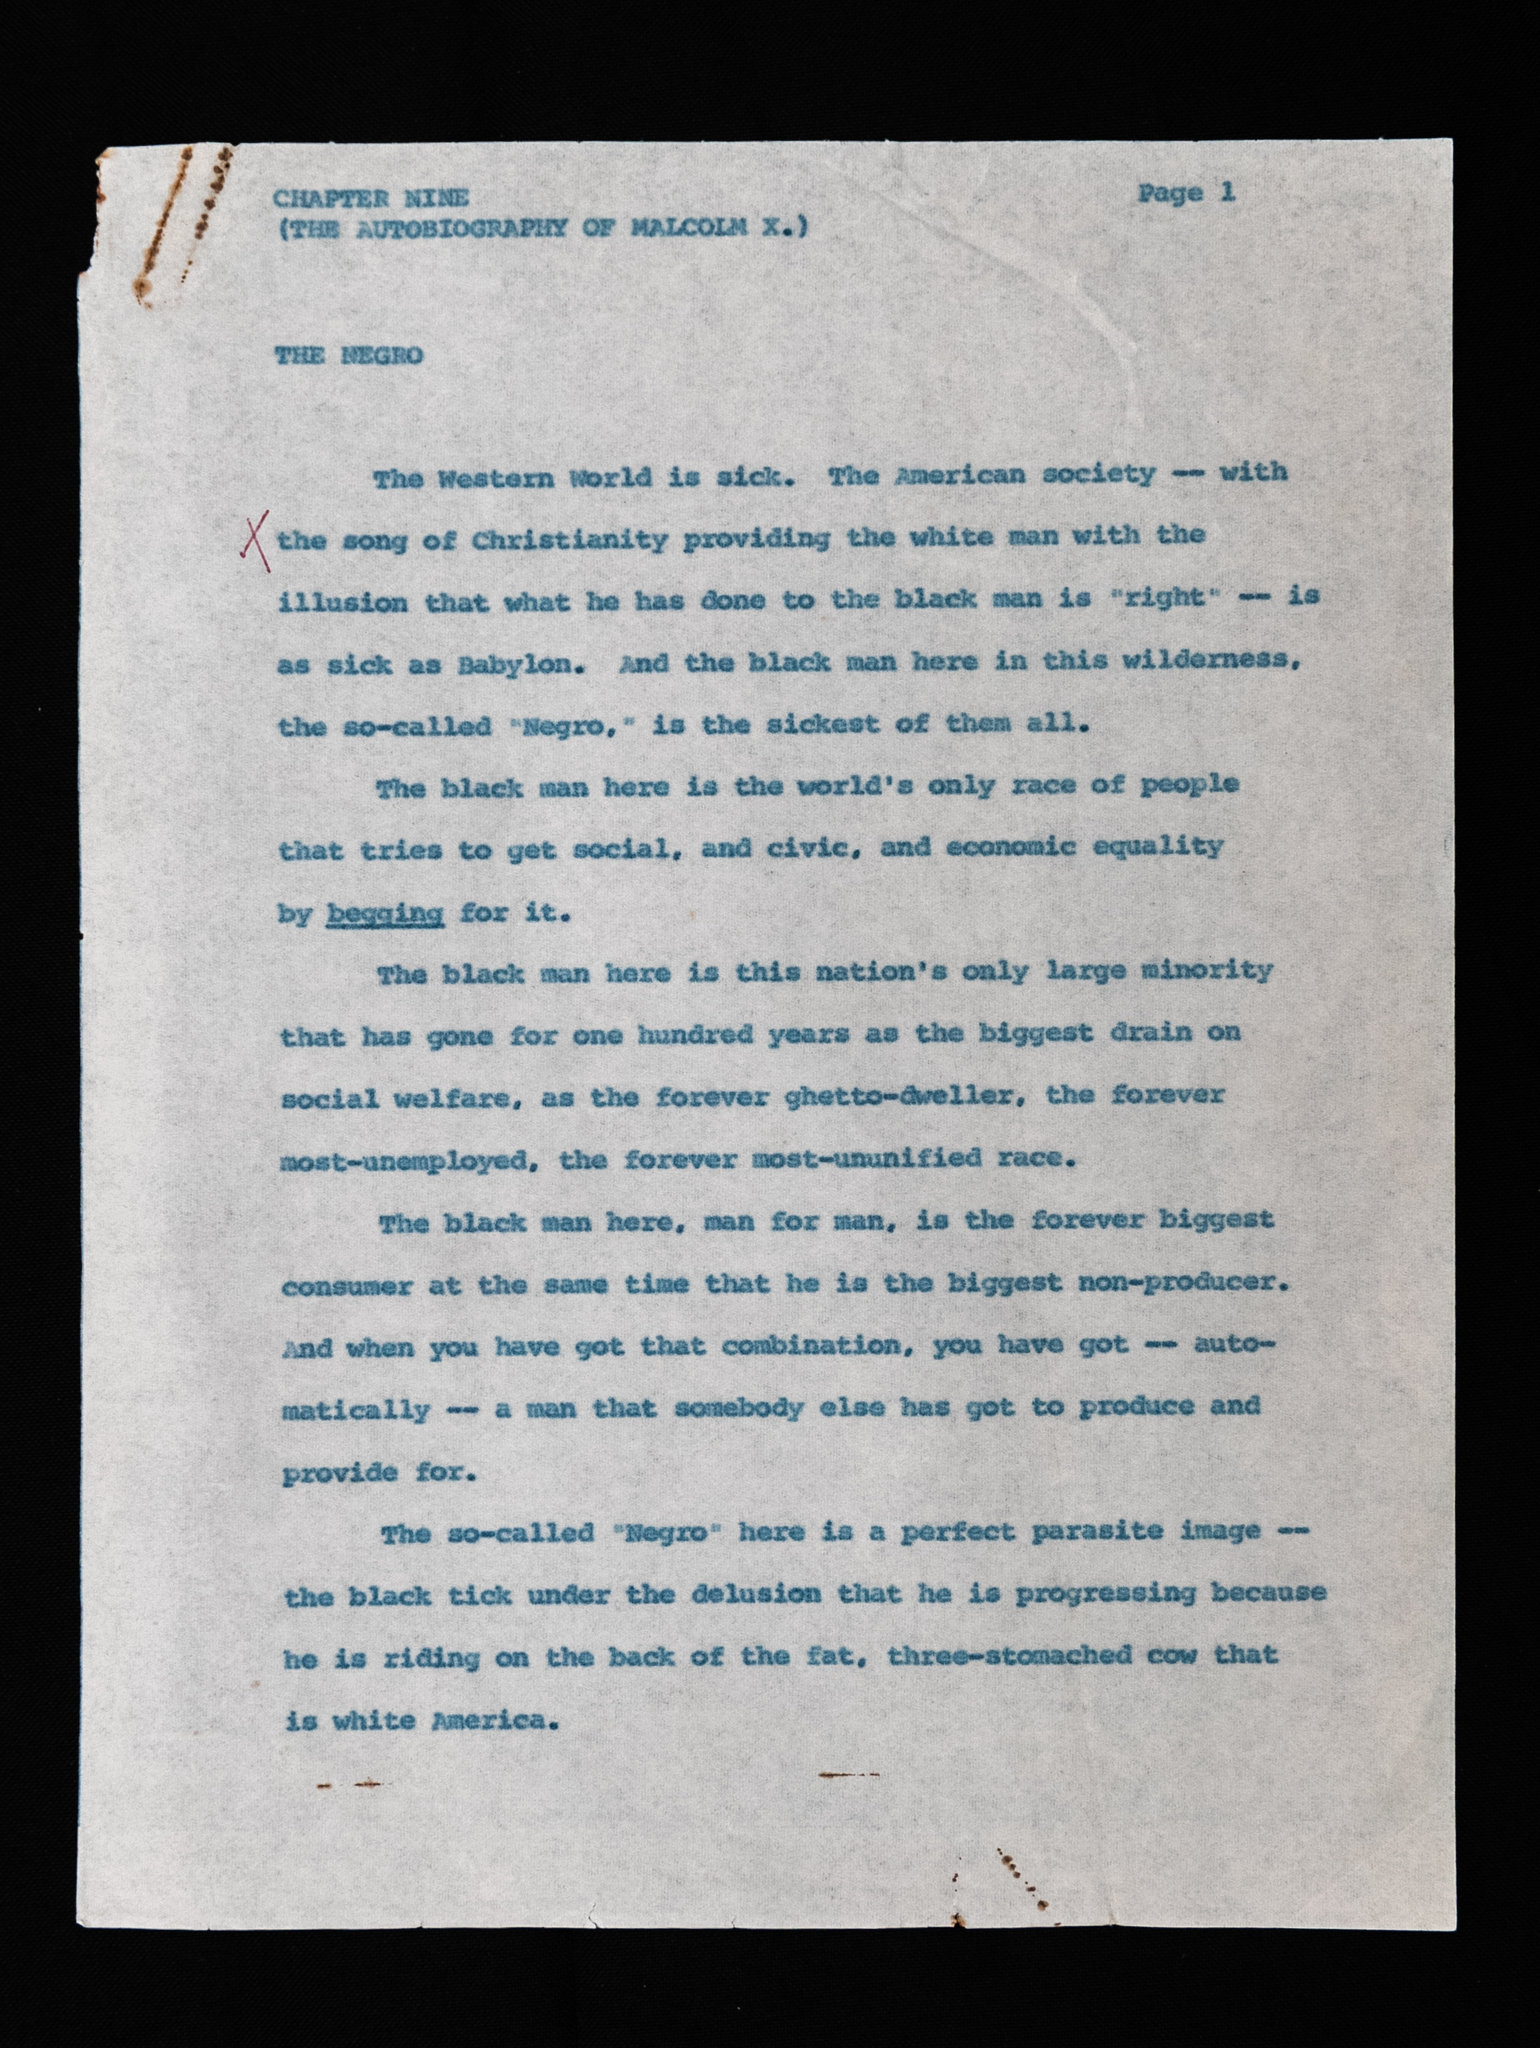 CHAPTER NINE Page 1
(THE AUTOBIOGRAPHY OF MALCOLM X.)
THE NEGRO
The Western World is sick. The American society -- with
X the song of Christianity providing the white man with the
illusion that what he has done to the black man is "right" -- is
as sick as Babylon. And the black man here in this wilderness,
the so-called "Negro," is the sickest of them all.
The black man here is the world's only race of people
that tries to get social, and civic, and economic equality
by begging for it.
The black man here is this nation's only large minority
that has gone for one hundred years as the biggest drain on
social welfare, as the forever ghetto-dweller, the forever
most-unemployed, the forever most-ununified race.
The black man here, man for man, is the forever biggest
consumer at the same time that he is the biggest non-producer.
And when you have got that combination, you have got -- auto-
matically -- a man that somebody else has got to produce and
provide for.
The so-called "Negro" here is a perfect parasite image --
the black tick under the delusion that he is progressing because
he is riding on the back of the fat, three-stomached cow that
is white America.